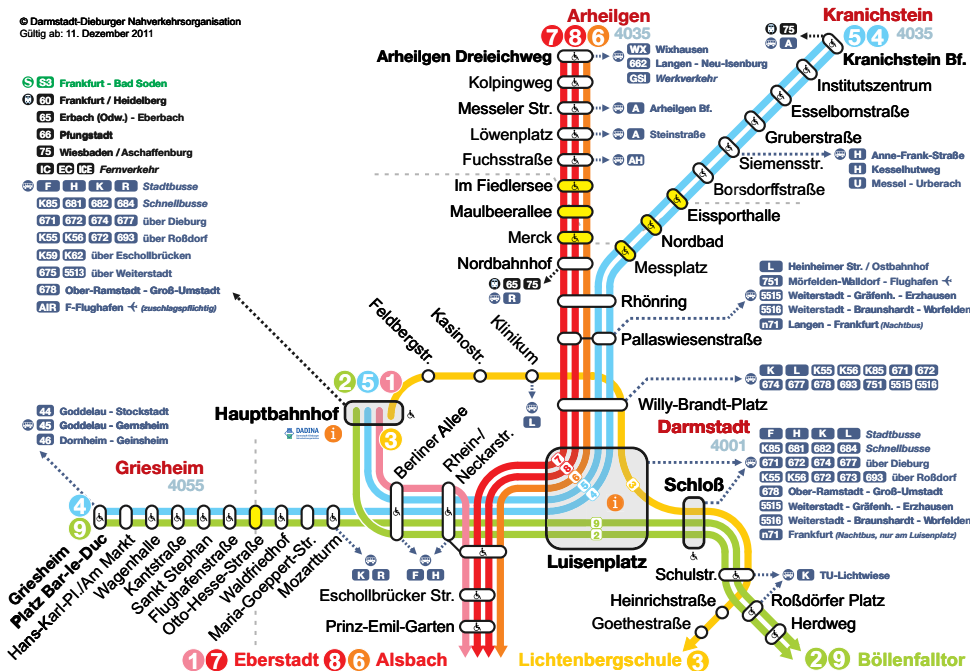 © Darmstadt-Dieburger Nahverkehrsorganisation
Gültig ab: 11. Dezember 2011
S S3 Frankfurt - Bad Soden
60 Frankfurt / Heidelberg
65 Erbach (Odw.) - Eberbach
66 Pfungstadt
75 Wiesbaden / Aschaffenburg
IC EC ICE Fernverkehr
F H K R Stadtbusse
K85 681 682 684 Schnellbusse
671 672 674 677 über Dieburg
K55 K56 672 693 über Roßdorf
K59 K62 über Eschollbrücken
675 5513 über Weiterstadt
678 Ober-Ramstadt - Groß-Umstadt
AIR F-Flughafen (zuschlagspflichtig)
Arheilgen
7 8 6 4035
Arheilgen Dreieichweg
WX Wixhausen
662 Langen - Neu-Isenburg
GSI Werkverkehr
Kolpingweg
Messeler Str.
A Arheilgen Bf.
Löwenplatz
A Steinstraße
Fuchsstraße
AH
Im Fiedlersee
Maulbeerallee
Merck
Nordbahnhof
65 75
R
Kranichstein
5 4 4035
75
A
Kranichstein Bf.
Institutszentrum
Esselbornstraße
Gruberstraße
Siemensstr.
H Anne-Frank-Straße
H Kesselhutweg
U Messel - Urberach
Borsdorffstraße
Eissporthalle
Nordbad
Messplatz
Rhönring
Pallaswiesenstraße
L Heinheimer Str. / Ostbahnhof
751 Mörfelden-Walldorf - Flughafen
5515 Weiterstadt - Gräfenh. - Erzhausen
5516 Weiterstadt - Braunshardt - Worfelden
n71 Langen - Frankfurt (Nachtbus)
Feldbergstr.
Kasinostr.
Klinikum
L
K L K55 K56 K85 671 672
674 677 678 693 751 5515 5516
Willy-Brandt-Platz
2 5 1
Hauptbahnhof
DADINA
i
3
Darmstadt
4001
F H K L Stadtbusse
K85 681 682 684 Schnellbusse
671 672 674 677 über Dieburg
K55 K56 672 673 693 über Roßdorf
678 Ober-Ramstadt - Groß-Umstadt
5515 Weiterstadt - Gräfenh. - Erzhausen
5516 Weiterstadt - Braunshardt - Worfelden
n71 Frankfurt (Nachtbus, nur am Luisenplatz)
44 Goddelau - Stockstadt
45 Goddelau - Gernsheim
46 Dornheim - Geinsheim
Griesheim
4055
4
9
Griesheim
Platz Bar-le-Duc
Hans-Karl-Pl./Am Markt
Wagenhalle
Kantstraße
Sankt Stephan
Flughafenstraße
Otto-Hesse-Straße
Waldfriedhof
Maria-Goeppert-Str.
Mozartturm
K R
Berliner Allee
Rhein-/
Neckarstr.
F H
7
8
6
5
4
3
9
2
i
Luisenplatz
Schloß
Schulstr.
K TU-Lichtwiese
Eschollbrücker Str.
Prinz-Emil-Garten
Heinrichstraße
Goethestraße
Roßdörfer Platz
Herdweg
1 7 Eberstadt 8 6 Alsbach
Lichtenbergschule 3
2 9 Böllenfalltor